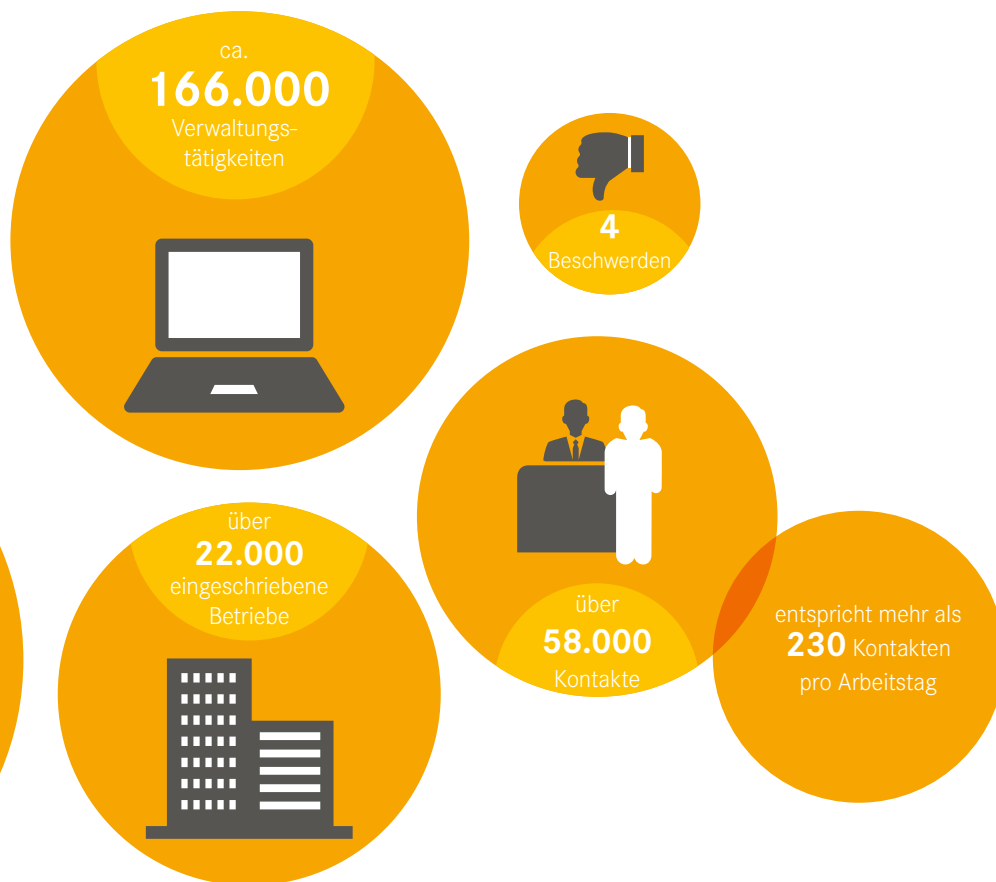 ca.
166.000
Verwaltungs-
tätigkeiten
4
Beschwerden
über
22.000
eingeschriebene
Betriebe
über
58.000
Kontakte
entspricht mehr als
230 Kontakten
pro Arbeitstag